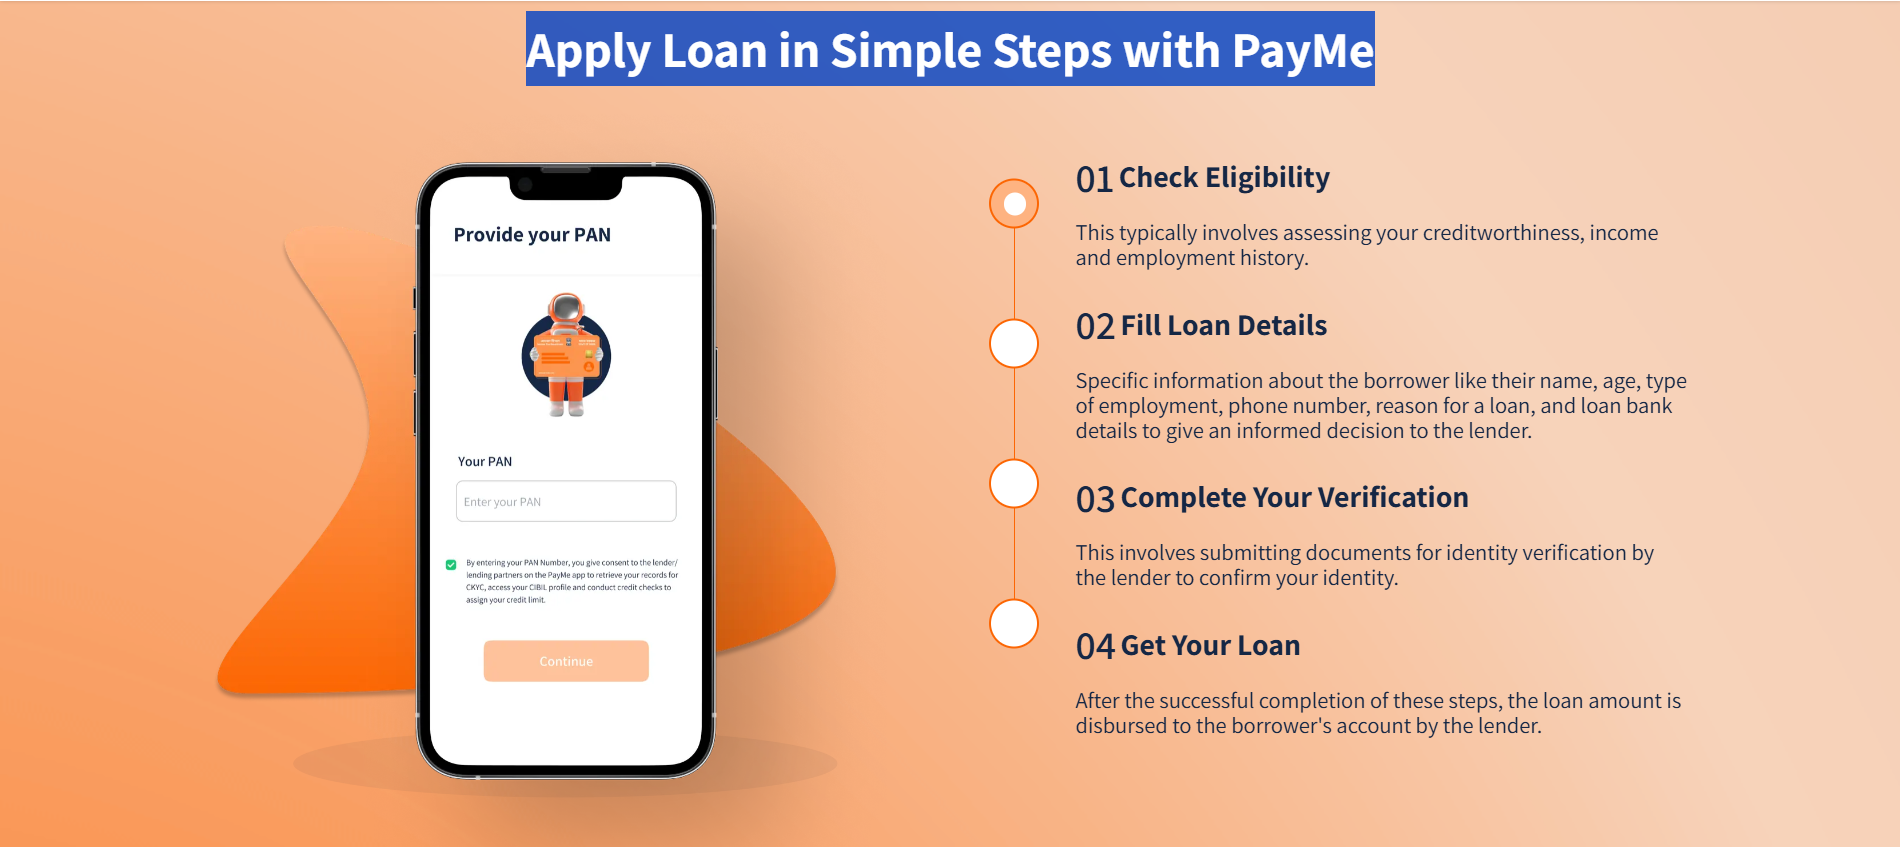 Apply Loan in Simple Steps with PayMe
Provide your PAN
Your PAN
Enter your PAN
By entering your PAN Number, you give consent to the lender/
lending partners on the PayMe app to retrieve your records for
CKYC, access your CIBIL profile and conduct credit checks to
assign your credit limit.
Continue
01 Check Eligibility
This typically involves assessing your creditworthiness, income
and employment history.
02 Fill Loan Details
Specific information about the borrower like their name, age, type
of employment, phone number, reason for a loan, and loan bank
details to give an informed decision to the lender.
03 Complete Your Verification
This involves submitting documents for identity verification by
the lender to confirm your identity.
04 Get Your Loan
After the successful completion of these steps, the loan amount is
disbursed to the borrower's account by the lender.